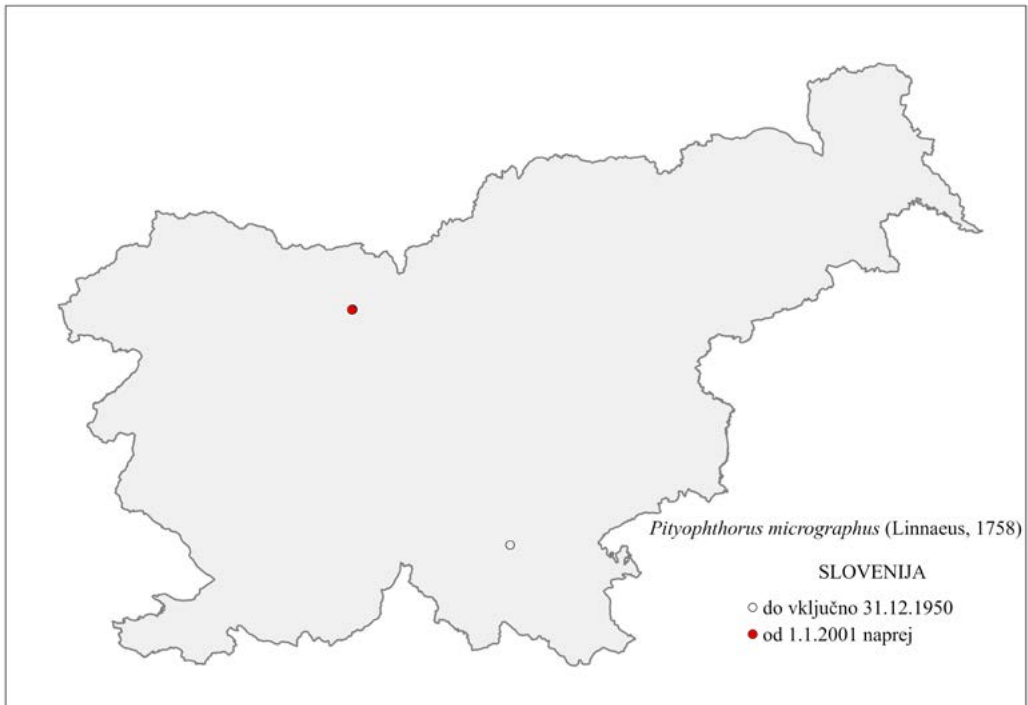 Pityophthorus micrographus (Linnaeus, 1758)
SLOVENIJA
do vključno 31.12.1950
od 1.1.2001 naprej